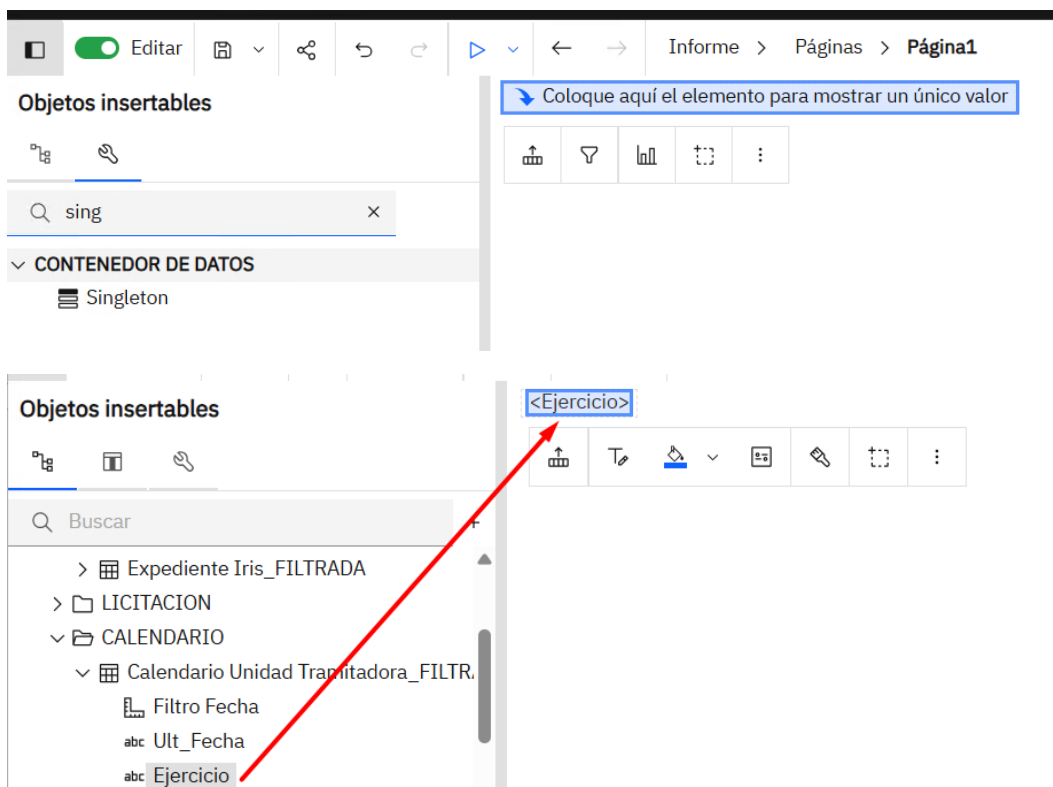 Editar
Informe > Páginas > Página1
Objetos insertables
Coloque aquí el elemento para mostrar un único valor
sing
CONTENEDOR DE DATOS
Singleton
Objetos insertables
<Ejercicio>
Buscar
Expediente Iris_FILTRADA
LICITACION
CALENDARIO
Calendario Unidad Tramitadora_FILTR
Filtro Fecha
abc Ult_Fecha
abc Ejercicio